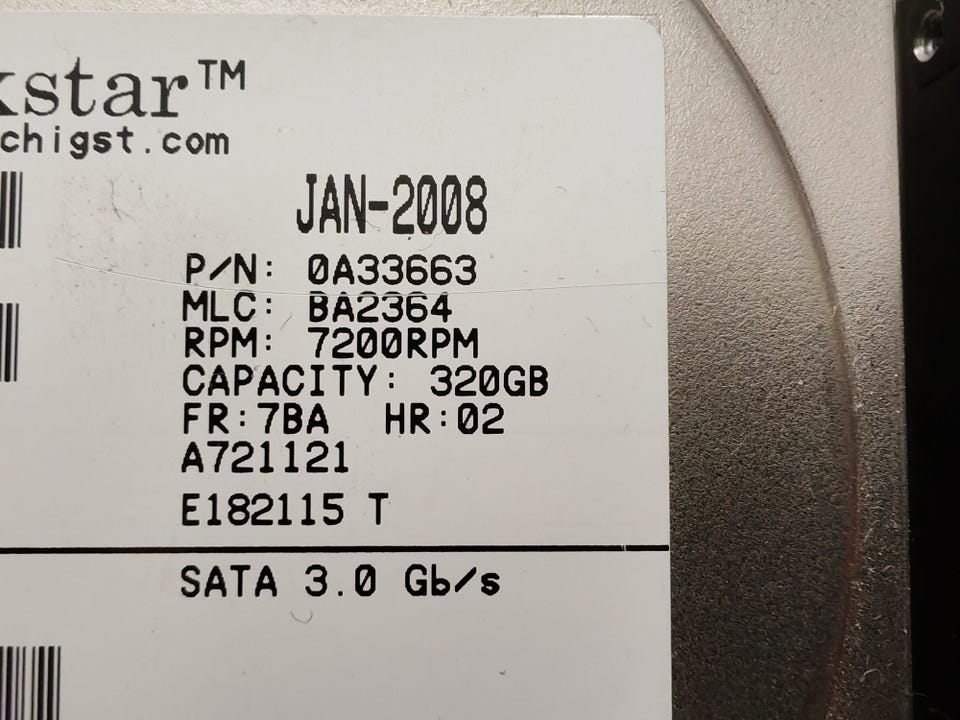 kstar™
chigst.com
JAN-2008
P/N: 0A33663
MLC: BA2364
RPM: 7200RPM
CAPACITY: 320GB
FR:7BA HR:02
A721121
E182115 T
SATA 3.0 Gb/s